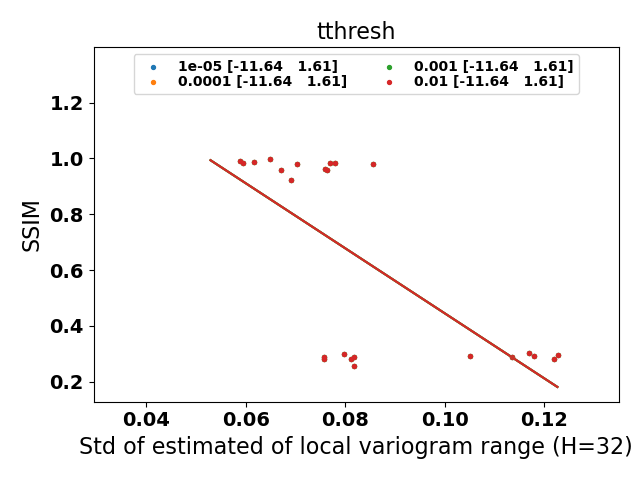 tthresh
1e-05 [-11.64   1.61]
0.0001 [-11.64   1.61]
0.001 [-11.64   1.61]
0.01 [-11.64   1.61]
1.2
1.0
0.8
0.6
0.4
0.2
SSIM
0.04 0.06 0.08 0.10 0.12
Std of estimated of local variogram range (H=32)